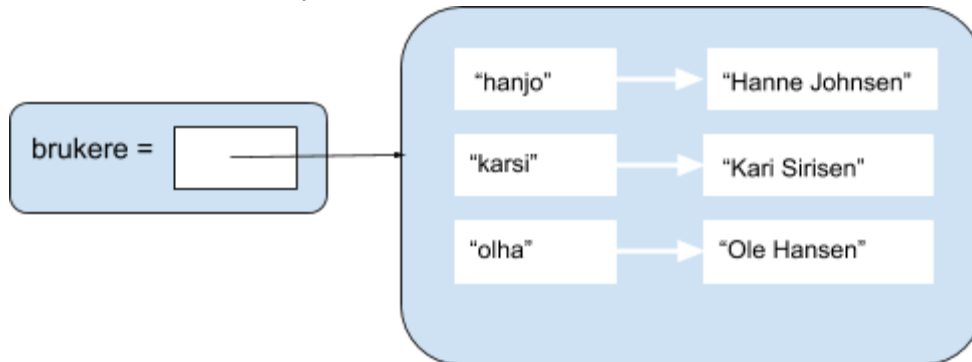 “hanjo” “Hanne Johnsen”
brukere =
“karsi” “Kari Sirisen”
“olha” “Ole Hansen”